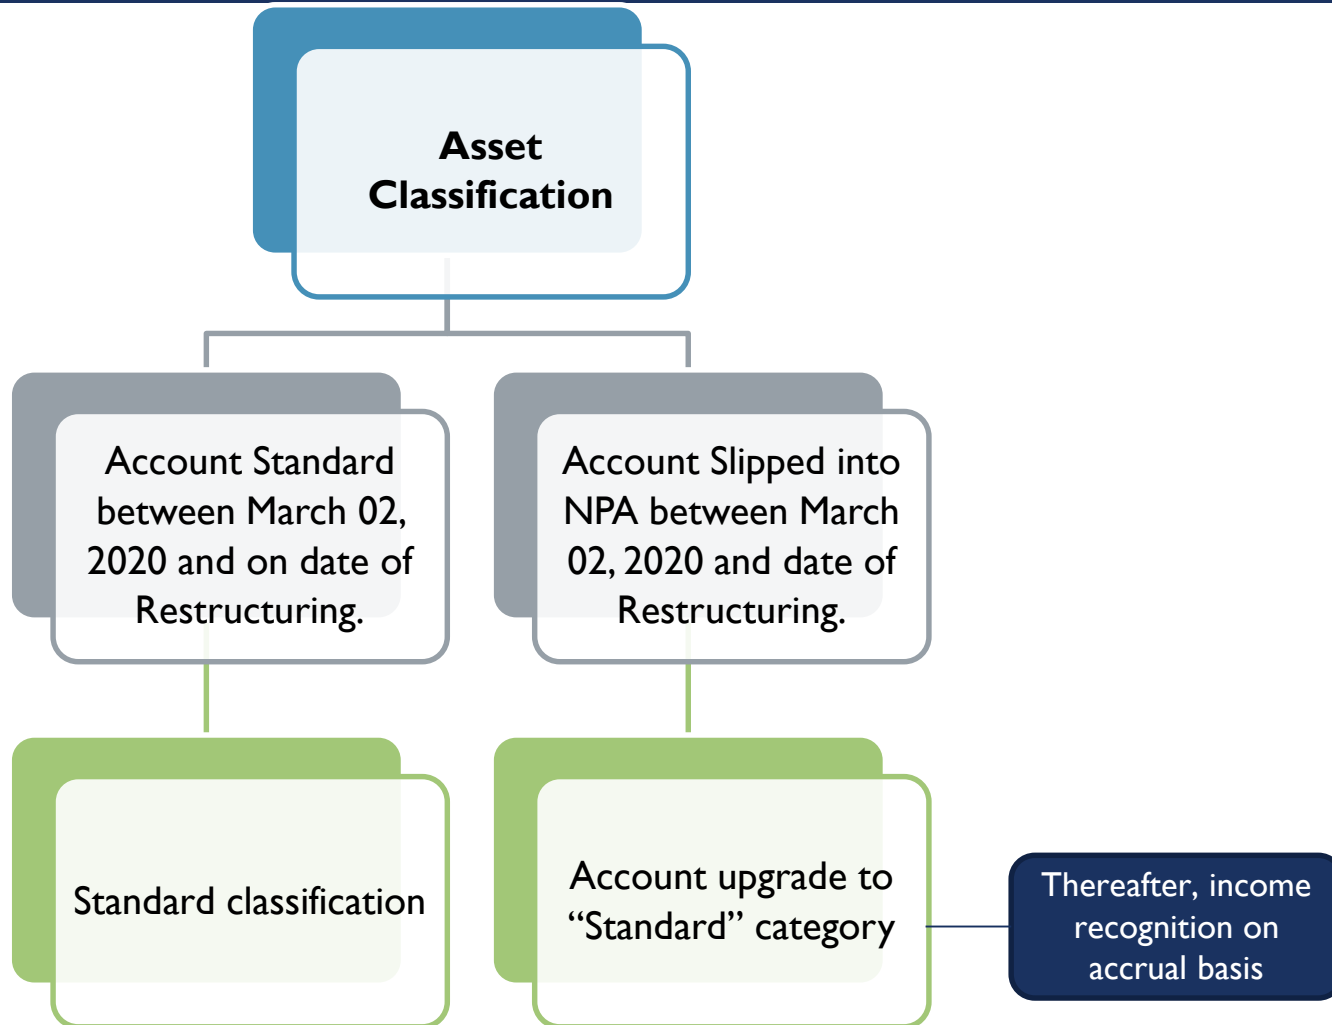 Asset
Classification
Account Standard
between March 02,
2020 and on date of
Restructuring.
Account Slipped into
NPA between March
02, 2020 and date of
Restructuring.
Standard classification
Account upgrade to
“Standard” category
Thereafter, income
recognition on
accrual basis